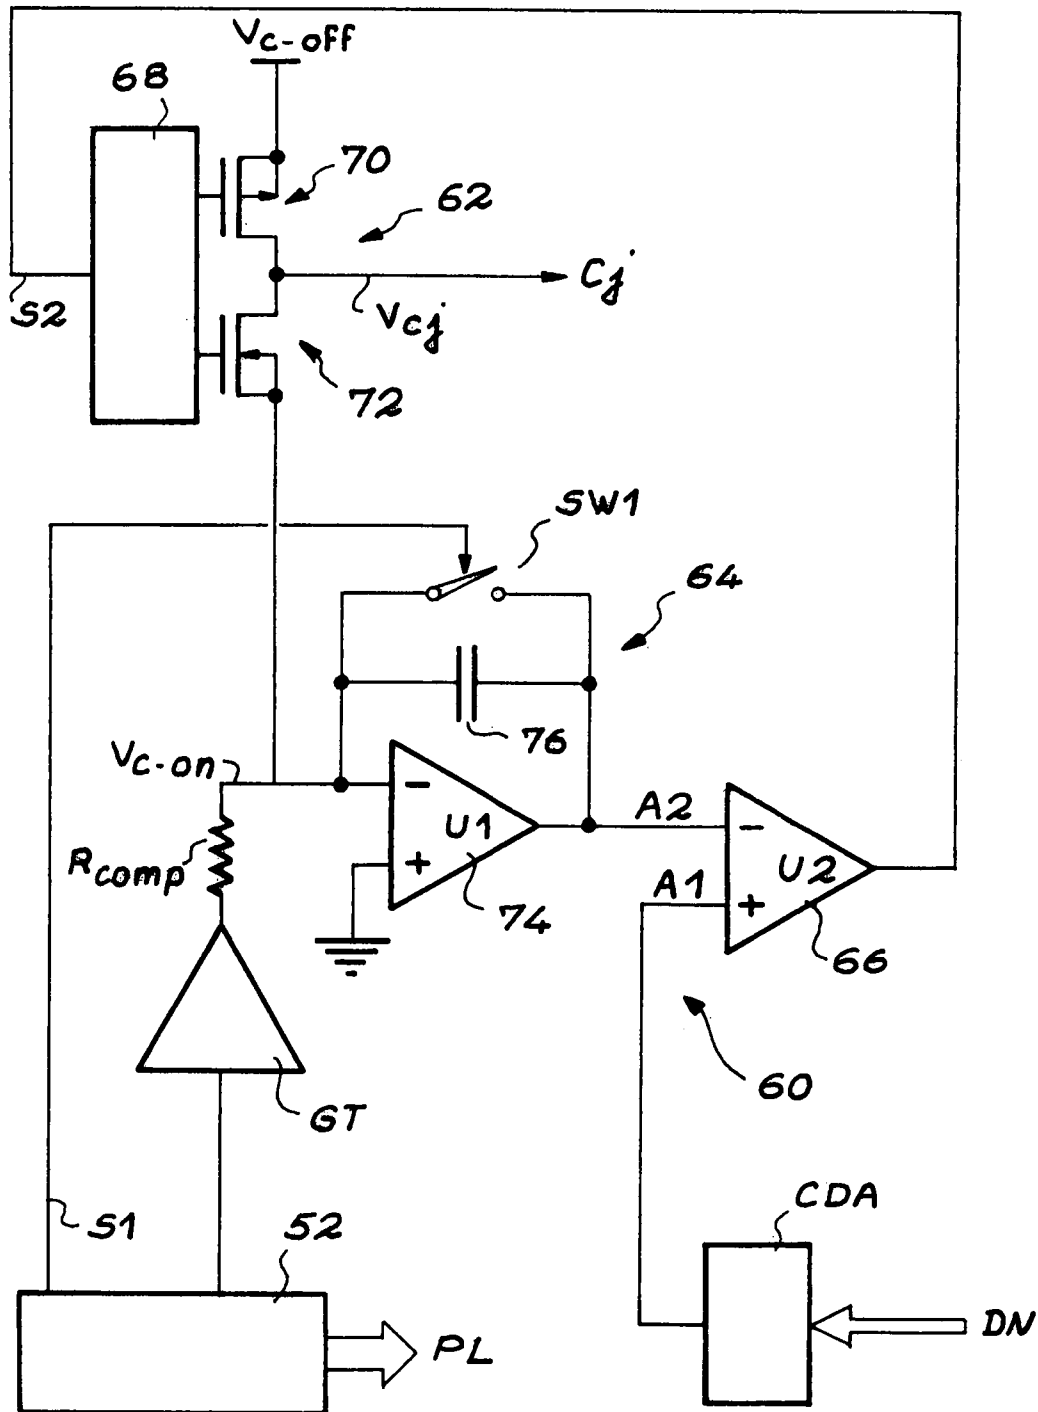 Vc-off
68
70
62
Cj
S2
Vcj
72
SW1
64
76
Vc-on
U1
A2
Rcomp
A1
U2
74
66
60
GT
CDA
S1
52
DN
PL